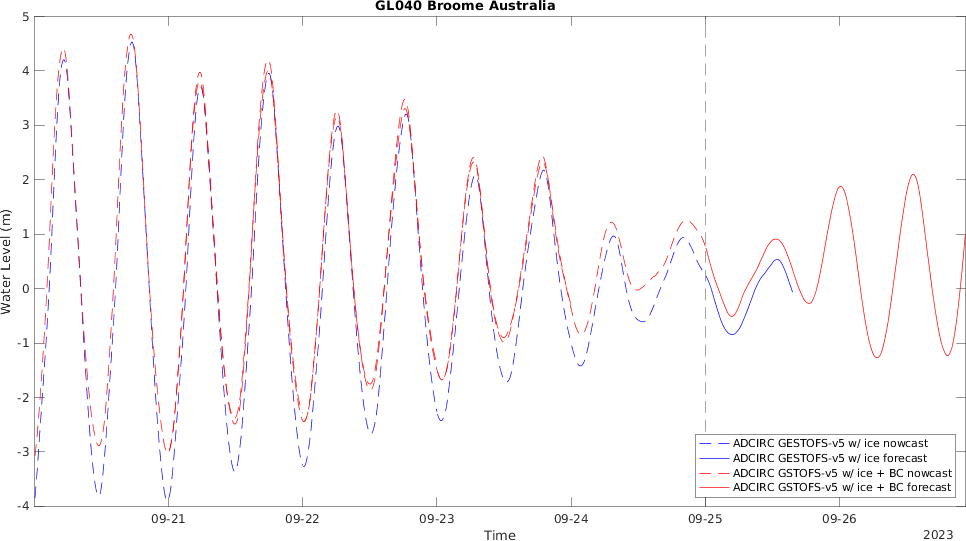 GL040 Broome Australia
5
4
3
2
1
0
-1
-2
-3
-4
Water Level (m)
09-21
09-22
09-23
09-24
09-25
09-26
Time
2023
ADCIRC GESTOFS-v5 w/ ice nowcast
ADCIRC GESTOFS-v5 w/ ice forecast
ADCIRC GSTOFS-v5 w/ ice + BC nowcast
ADCIRC GSTOFS-v5 w/ ice + BC forecast